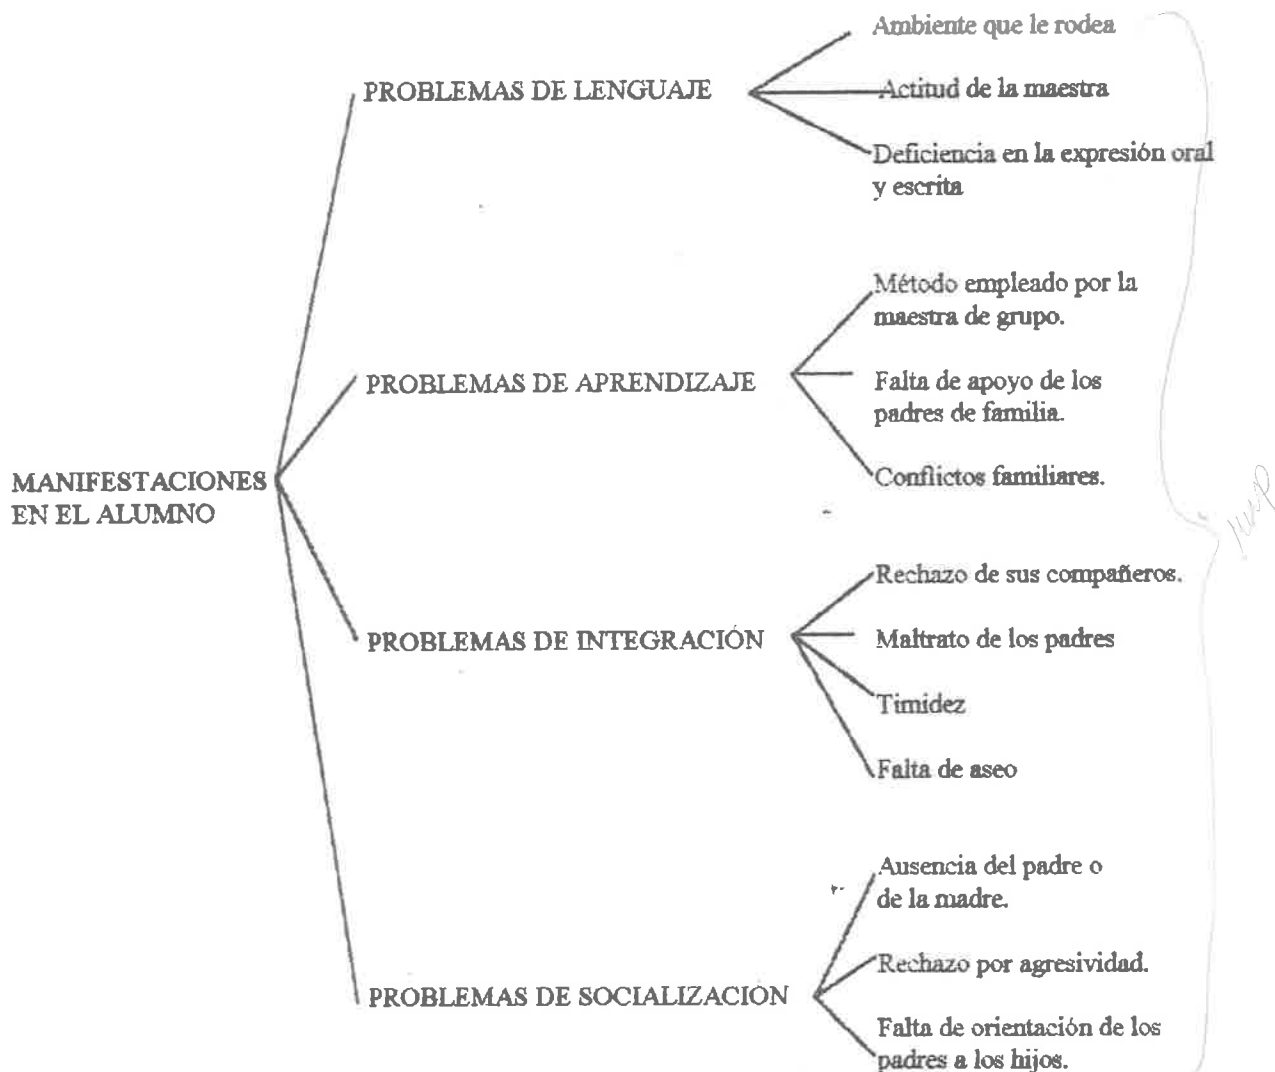 Ambiente que le rodea
PROBLEMAS DE LENGUAJE
Actitud de la maestra
Deficiencia en la expresión oral
y escrita
Método empleado por la
maestra de grupo.
PROBLEMAS DE APRENDIZAJE
Falta de apoyo de los
padres de familia.
Conflictos familiares.
MANIFESTACIONES
EN EL ALUMNO
Rechazo de sus compañeros.
PROBLEMAS DE INTEGRACIÓN
Maltrato de los padres
Timidez
Falta de aseo
Ausencia del padre o
de la madre.
Rechazo por agresividad.
PROBLEMAS DE SOCIALIZACIÓN
Falta de orientación de los
padres a los hijos.